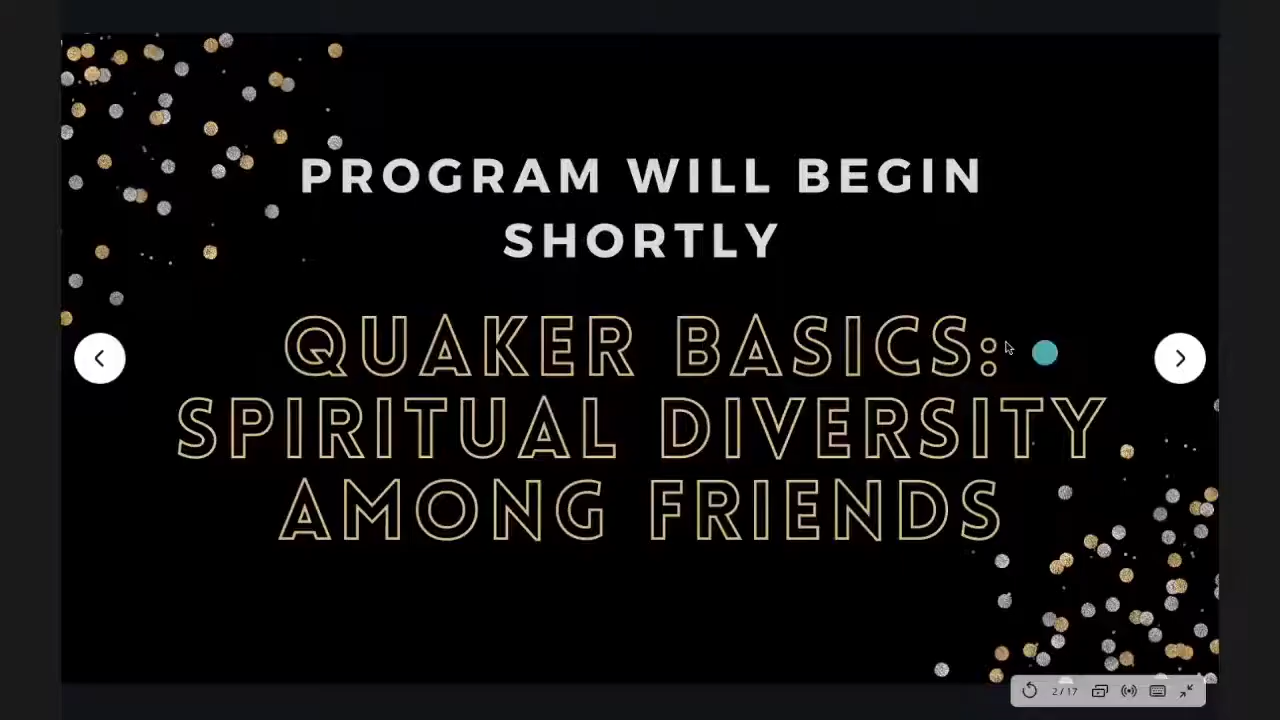 PROGRAM WILL BEGIN
SHORTLY
QUAKER BASICS:
SPIRITUAL DIVERSITY
AMONG FRIENDS
2/17